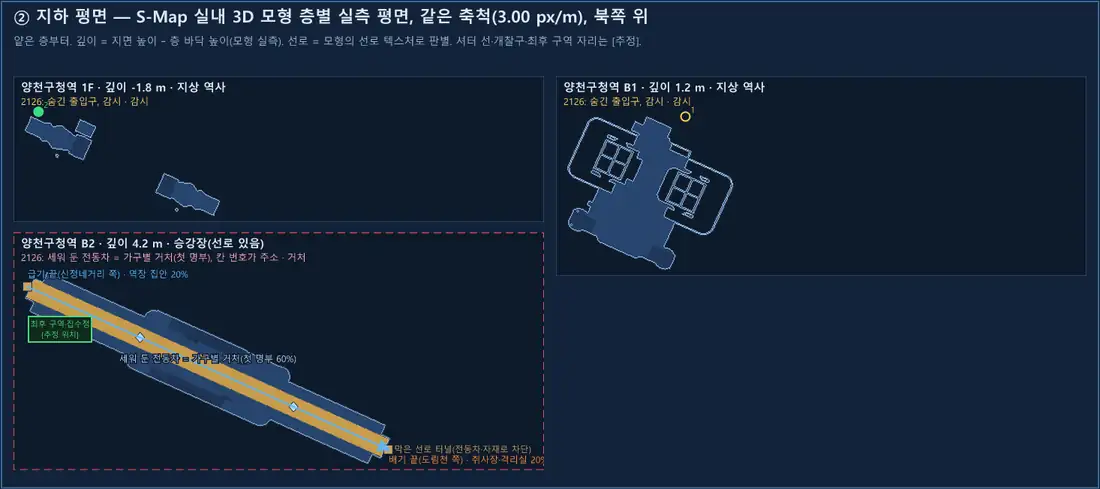 ② 지하 평면 — S-Map 실내 3D 모형 층별 실측 평면, 같은 축척(3.00 px/m), 북쪽 위
얕은 층부터. 깊이 = 지면 높이 − 층 바닥 높이(모형 실측). 선로 = 모형의 선로 텍스처로 판별. 셔터 선·개찰구·최후 구역 자리는 [추정].
양천구청역 1F · 깊이 -1.8 m · 지상 역사
2126: 숨긴 출입구, 감시 · 감시
2
양천구청역 B1 · 깊이 1.2 m · 지상 역사
2126: 숨긴 출입구, 감시 · 감시
1
양천구청역 B2 · 깊이 4.2 m · 승강장(선로 있음)
2126: 세워 둔 전동차 = 가구별 거처(첫 명부), 칸 번호가 주소 · 거처
급기 끝(신정네거리 쪽) · 역장 집안 20%
최후 구역·집수정
(추정 위치)
세워 둔 전동차 = 가구별 거처(첫 명부 60%)
막은 선로 터널(전동차·자재로 차단)
배기 끝(도림천 쪽) · 취사장·격리실 20%